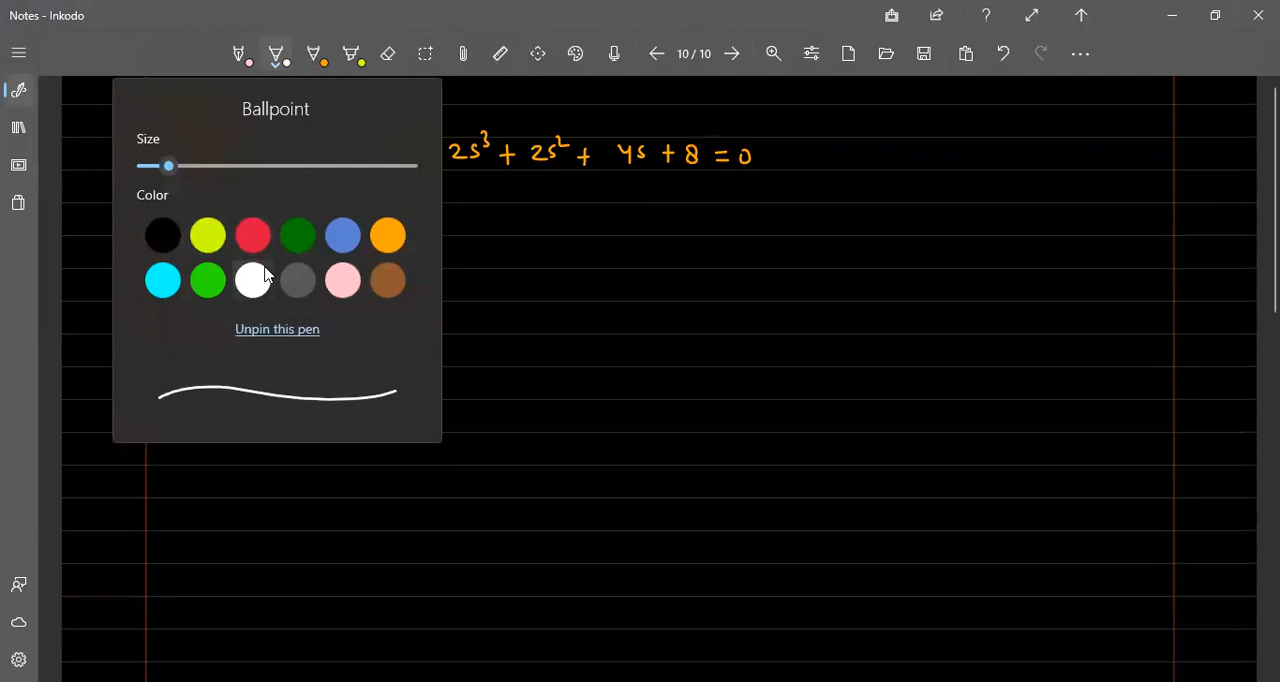 Notes - Inkodo
10 / 10
Ballpoint
Size
Color
Unpin this pen
2s³ + 2s² + 4s + 8 = 0